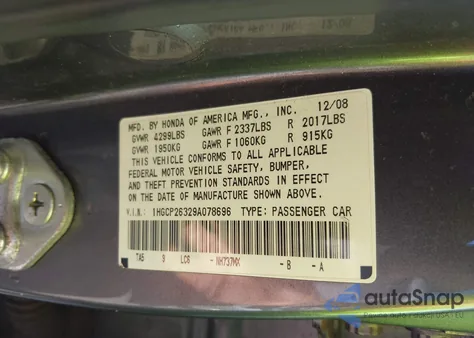 MFD. BY HONDA OF AMERICA MFG., INC. 12/08
GVWR 4299LBS GAWR F 2337LBS R 2017LBS
GVWR 1950KG GAWR F 1060KG R 915KG
THIS VEHICLE CONFORMS TO ALL APPLICABLE
FEDERAL MOTOR VEHICLE SAFETY, BUMPER,
AND THEFT PREVENTION STANDARDS IN EFFECT
ON THE DATE OF MANUFACTURE SHOWN ABOVE.
V.I.N.: 1HGCP26329A078696 TYPE: PASSENGER CAR
TA5 9 LC8 -NH737MX -B -A
autoSnap